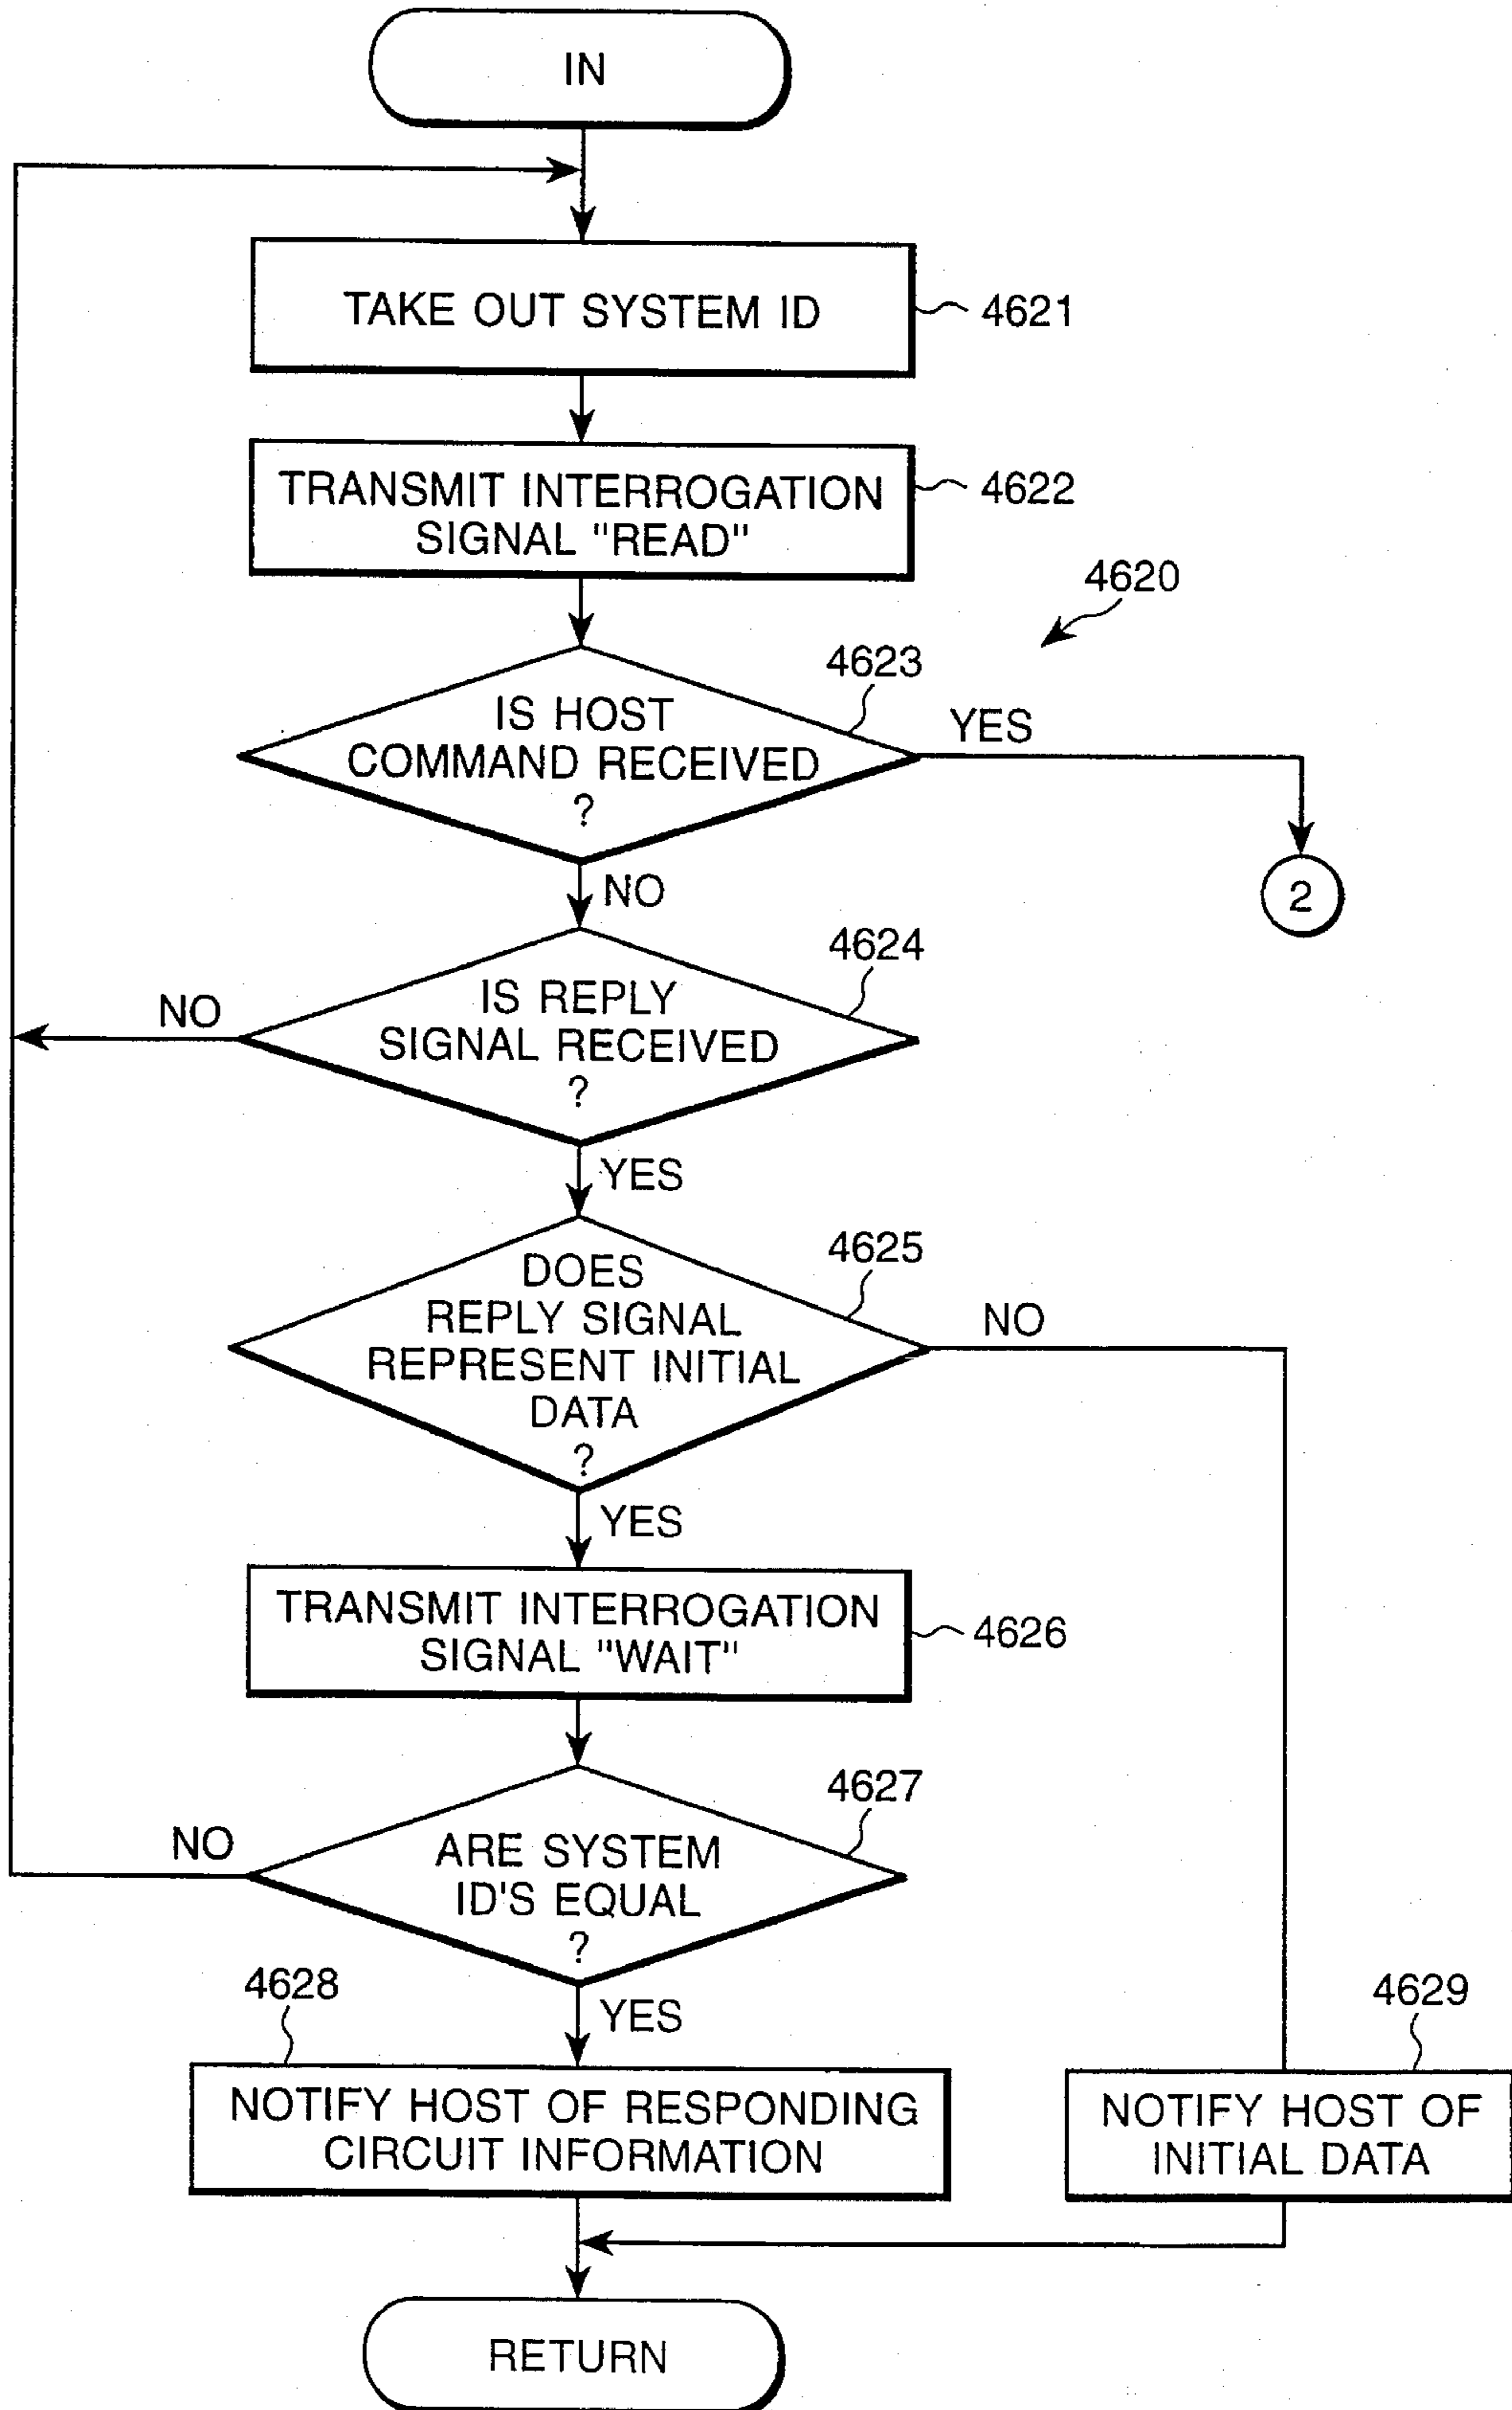 IN
TAKE OUT SYSTEM ID
4621
TRANSMIT INTERROGATION
SIGNAL "READ"
4622
4620
4623
IS HOST
COMMAND RECEIVED
?
YES
2
NO
4624
IS REPLY
SIGNAL RECEIVED
?
NO
YES
4625
DOES
REPLY SIGNAL
REPRESENT INITIAL
DATA
?
NO
YES
TRANSMIT INTERROGATION
SIGNAL "WAIT"
4626
4627
ARE SYSTEM
ID'S EQUAL
?
NO
YES
4628
NOTIFY HOST OF RESPONDING
CIRCUIT INFORMATION
4629
NOTIFY HOST OF
INITIAL DATA
RETURN